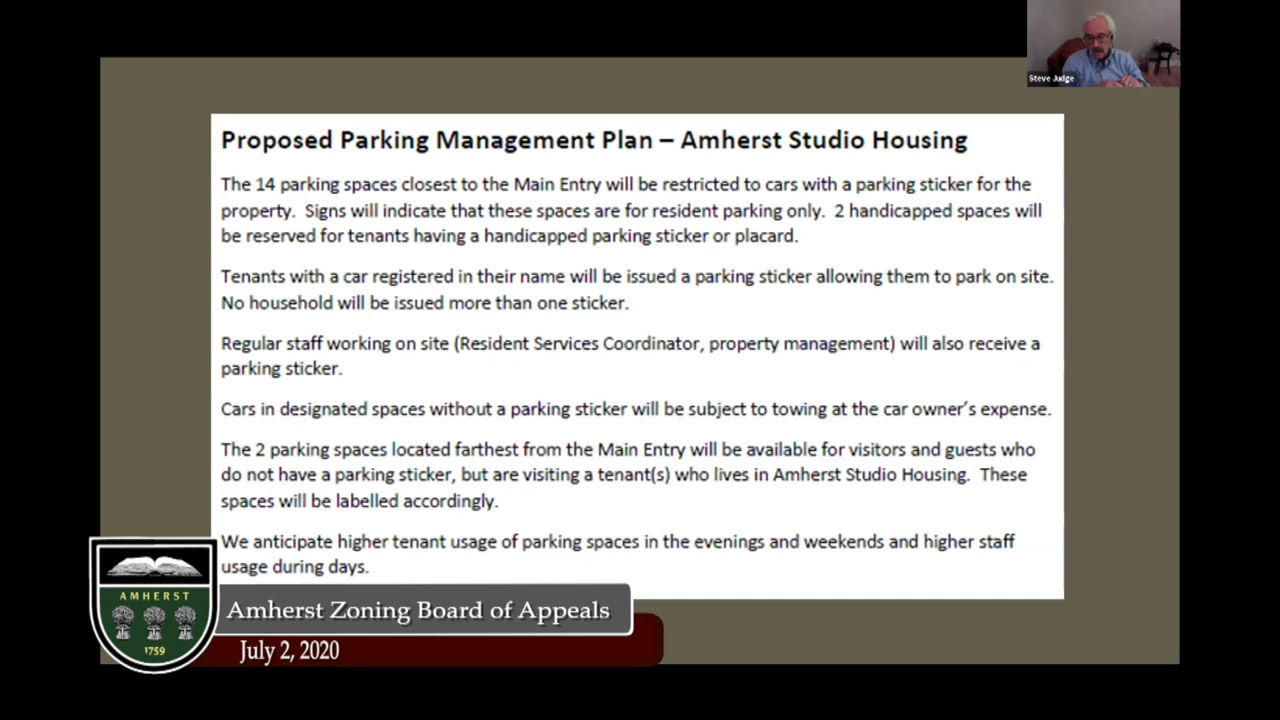 Steve Judge
Proposed Parking Management Plan – Amherst Studio Housing
The 14 parking spaces closest to the Main Entry will be restricted to cars with a parking sticker for the
property.  Signs will indicate that these spaces are for resident parking only.  2 handicapped spaces will
be reserved for tenants having a handicapped parking sticker or placard.
Tenants with a car registered in their name will be issued a parking sticker allowing them to park on site.
No household will be issued more than one sticker.
Regular staff working on site (Resident Services Coordinator, property management) will also receive a
parking sticker.
Cars in designated spaces without a parking sticker will be subject to towing at the car owner's expense.
The 2 parking spaces located farthest from the Main Entry will be available for visitors and guests who
do not have a parking sticker, but are visiting a tenant(s) who lives in Amherst Studio Housing.  These
spaces will be labelled accordingly.
We anticipate higher tenant usage of parking spaces in the evenings and weekends and higher staff
usage during days.
AMHERST
1759
Amherst Zoning Board of Appeals
July 2, 2020